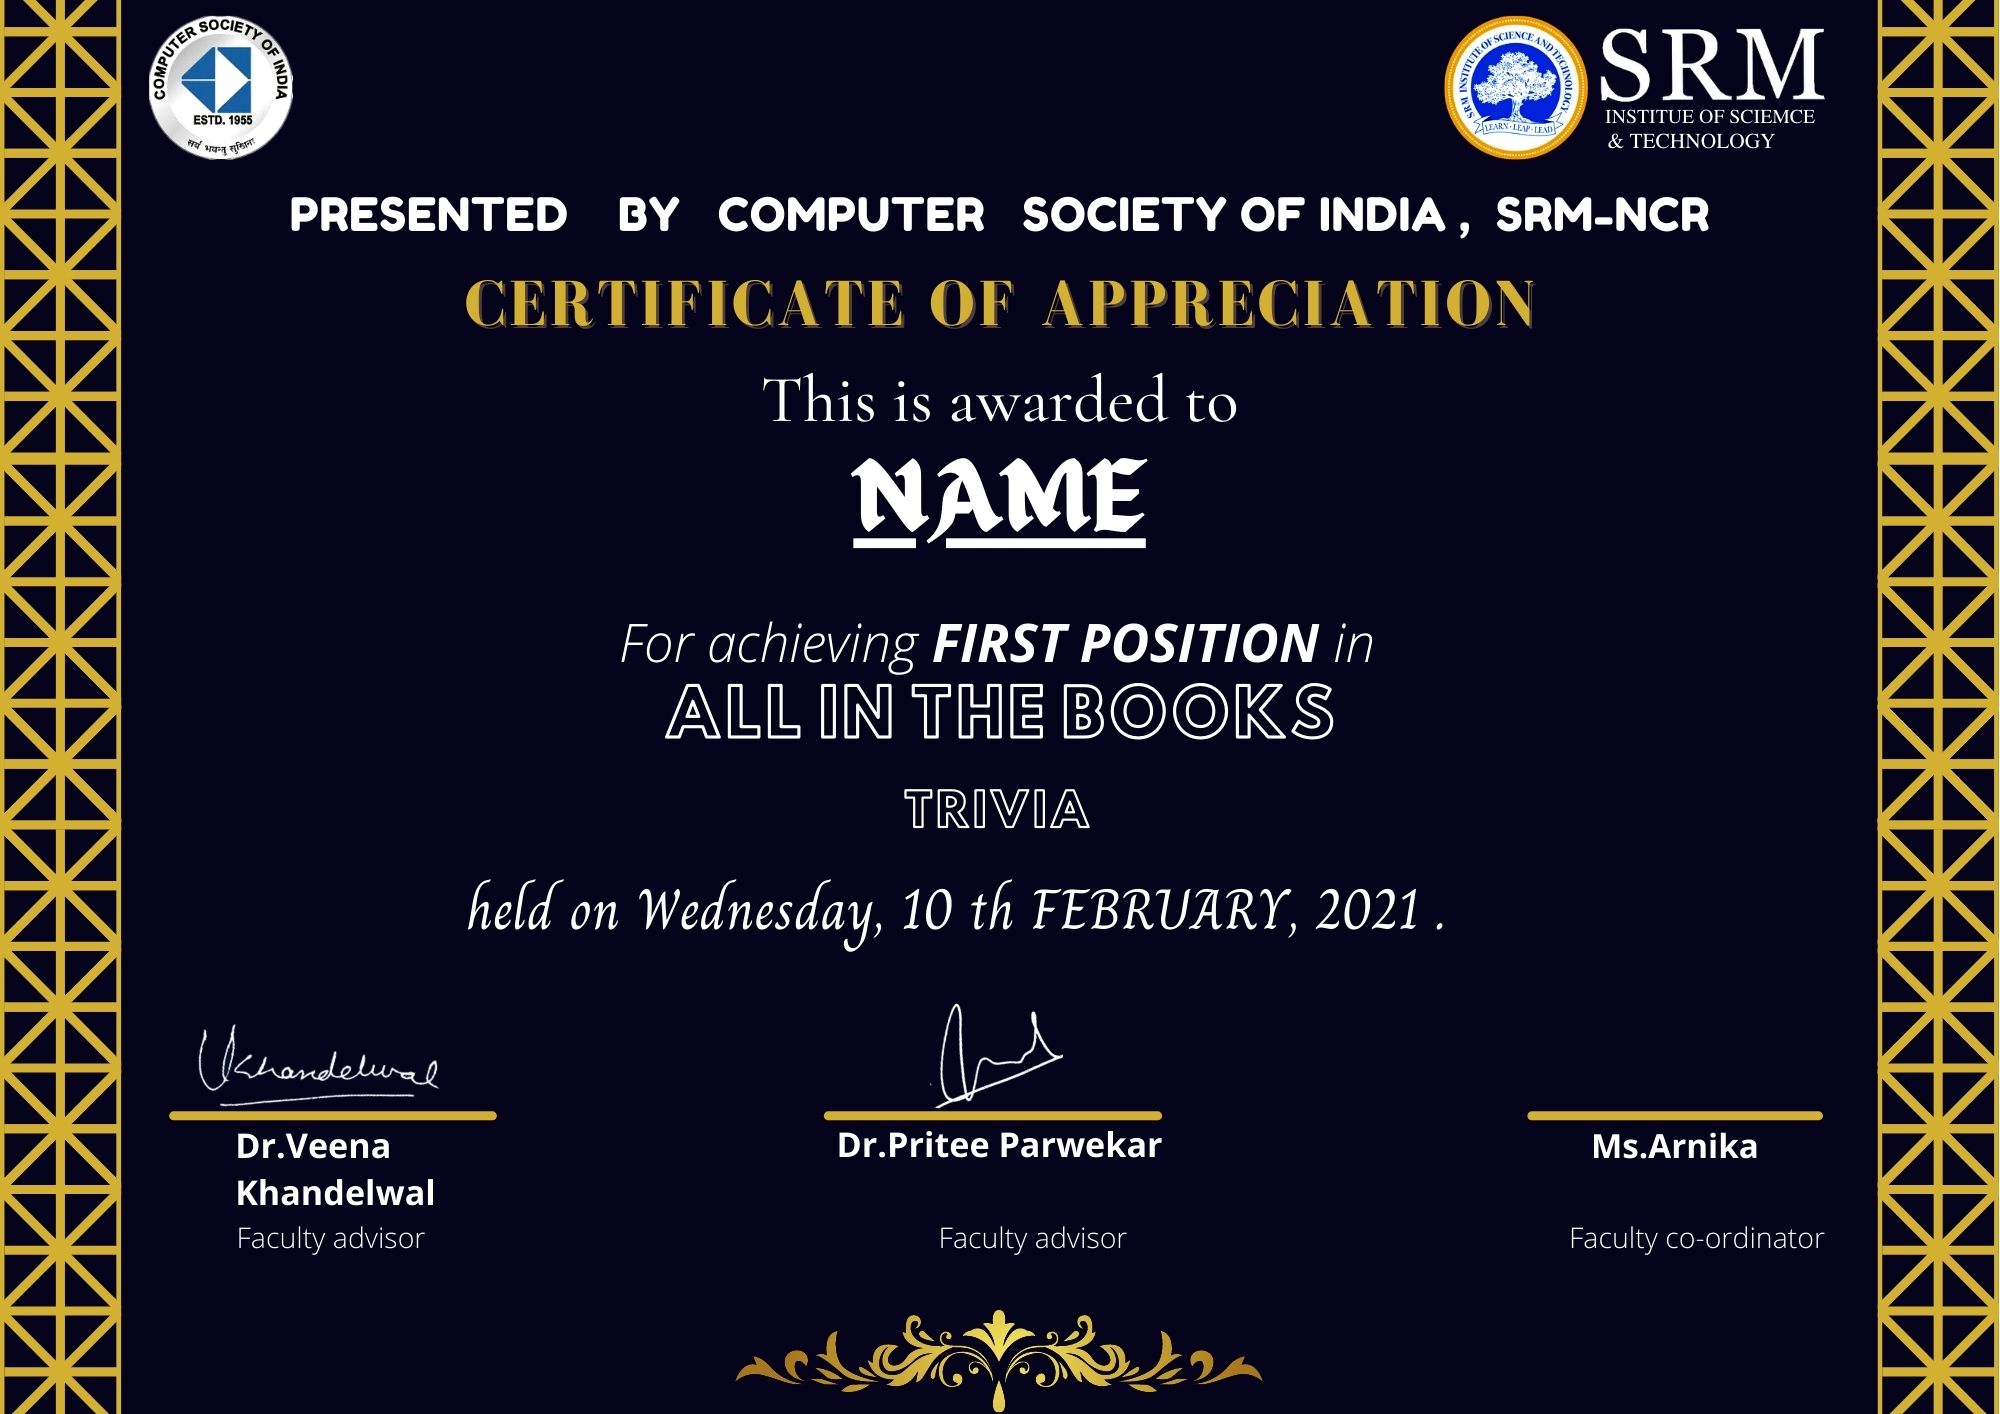 COMPUTER SOCIETY OF INDIA
ESTD. 1955
सर्वे भवन्तु सुखिनः
SRM INSTITUTE OF SCIENCE AND TECHNOLOGY
LEARN · LEAP · LEAD
SRM
INSTITUE OF SCIEMCE
& TECHNOLOGY
PRESENTED BY COMPUTER SOCIETY OF INDIA , SRM-NCR
CERTIFICATE OF APPRECIATION
This is awarded to
NAME
For achieving FIRST POSITION in
ALL IN THE BOOKS
TRIVIA
held on Wednesday, 10 th FEBRUARY, 2021 .
VKhandelwal
Dr.Veena
Khandelwal
Faculty advisor
Dr.Pritee Parwekar
Faculty advisor
Ms.Arnika
Faculty co-ordinator